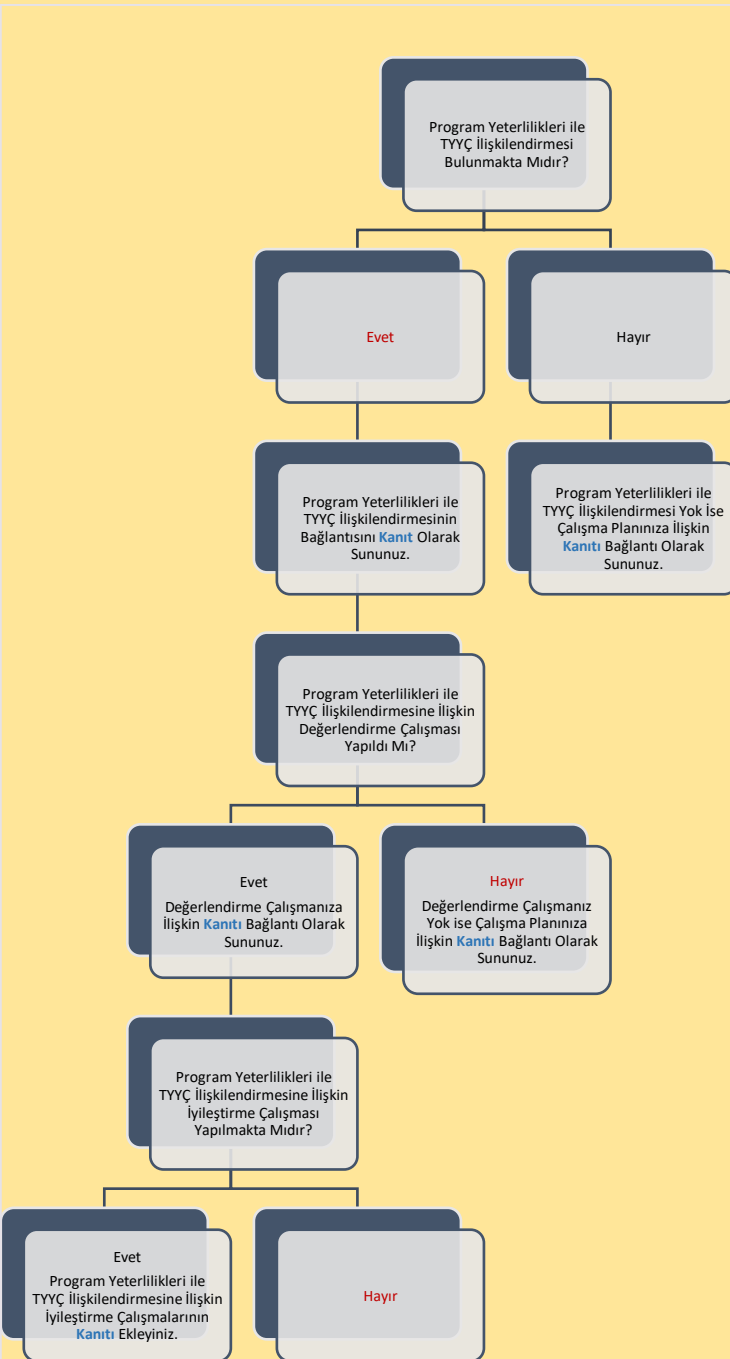 Program Yeterlilikleri ile
TYYÇ İlişkilendirmesi
Bulunmakta Mıdır?
Evet
Hayır
Program Yeterlilikleri ile
TYYÇ İlişkilendirmesinin
Bağlantısını Kanıt Olarak
Sununuz.
Program Yeterlilikleri ile
TYYÇ İlişkilendirmesi Yok İse
Çalışma Planınıza İlişkin
Kanıtı Bağlantı Olarak
Sununuz.
Program Yeterlilikleri ile
TYYÇ İlişkilendirmesine İlişkin
Değerlendirme Çalışması
Yapıldı Mı?
Evet
Değerlendirme Çalışmanıza
İlişkin Kanıtı Bağlantı Olarak
Sununuz.
Hayır
Değerlendirme Çalışmanız
Yok ise Çalışma Planınıza
İlişkin Kanıtı Bağlantı Olarak
Sununuz.
Program Yeterlilikleri ile
TYYÇ İlişkilendirmesine İlişkin
İyileştirme Çalışması
Yapılmakta Mıdır?
Evet
Program Yeterlilikleri ile
TYYÇ İlişkilendirmesine İlişkin
İyileştirme Çalışmalarının
Kanıtı Ekleyiniz.
Hayır